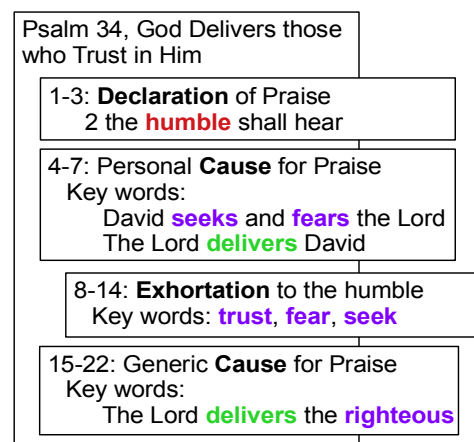 Psalm 34, God Delivers those
who Trust in Him
1-3: Declaration of Praise
2 the humble shall hear
4-7: Personal Cause for Praise
Key words:
David seeks and fears the Lord
The Lord delivers David
8-14: Exhortation to the humble
Key words: trust, fear, seek
15-22: Generic Cause for Praise
Key words:
The Lord delivers the righteous